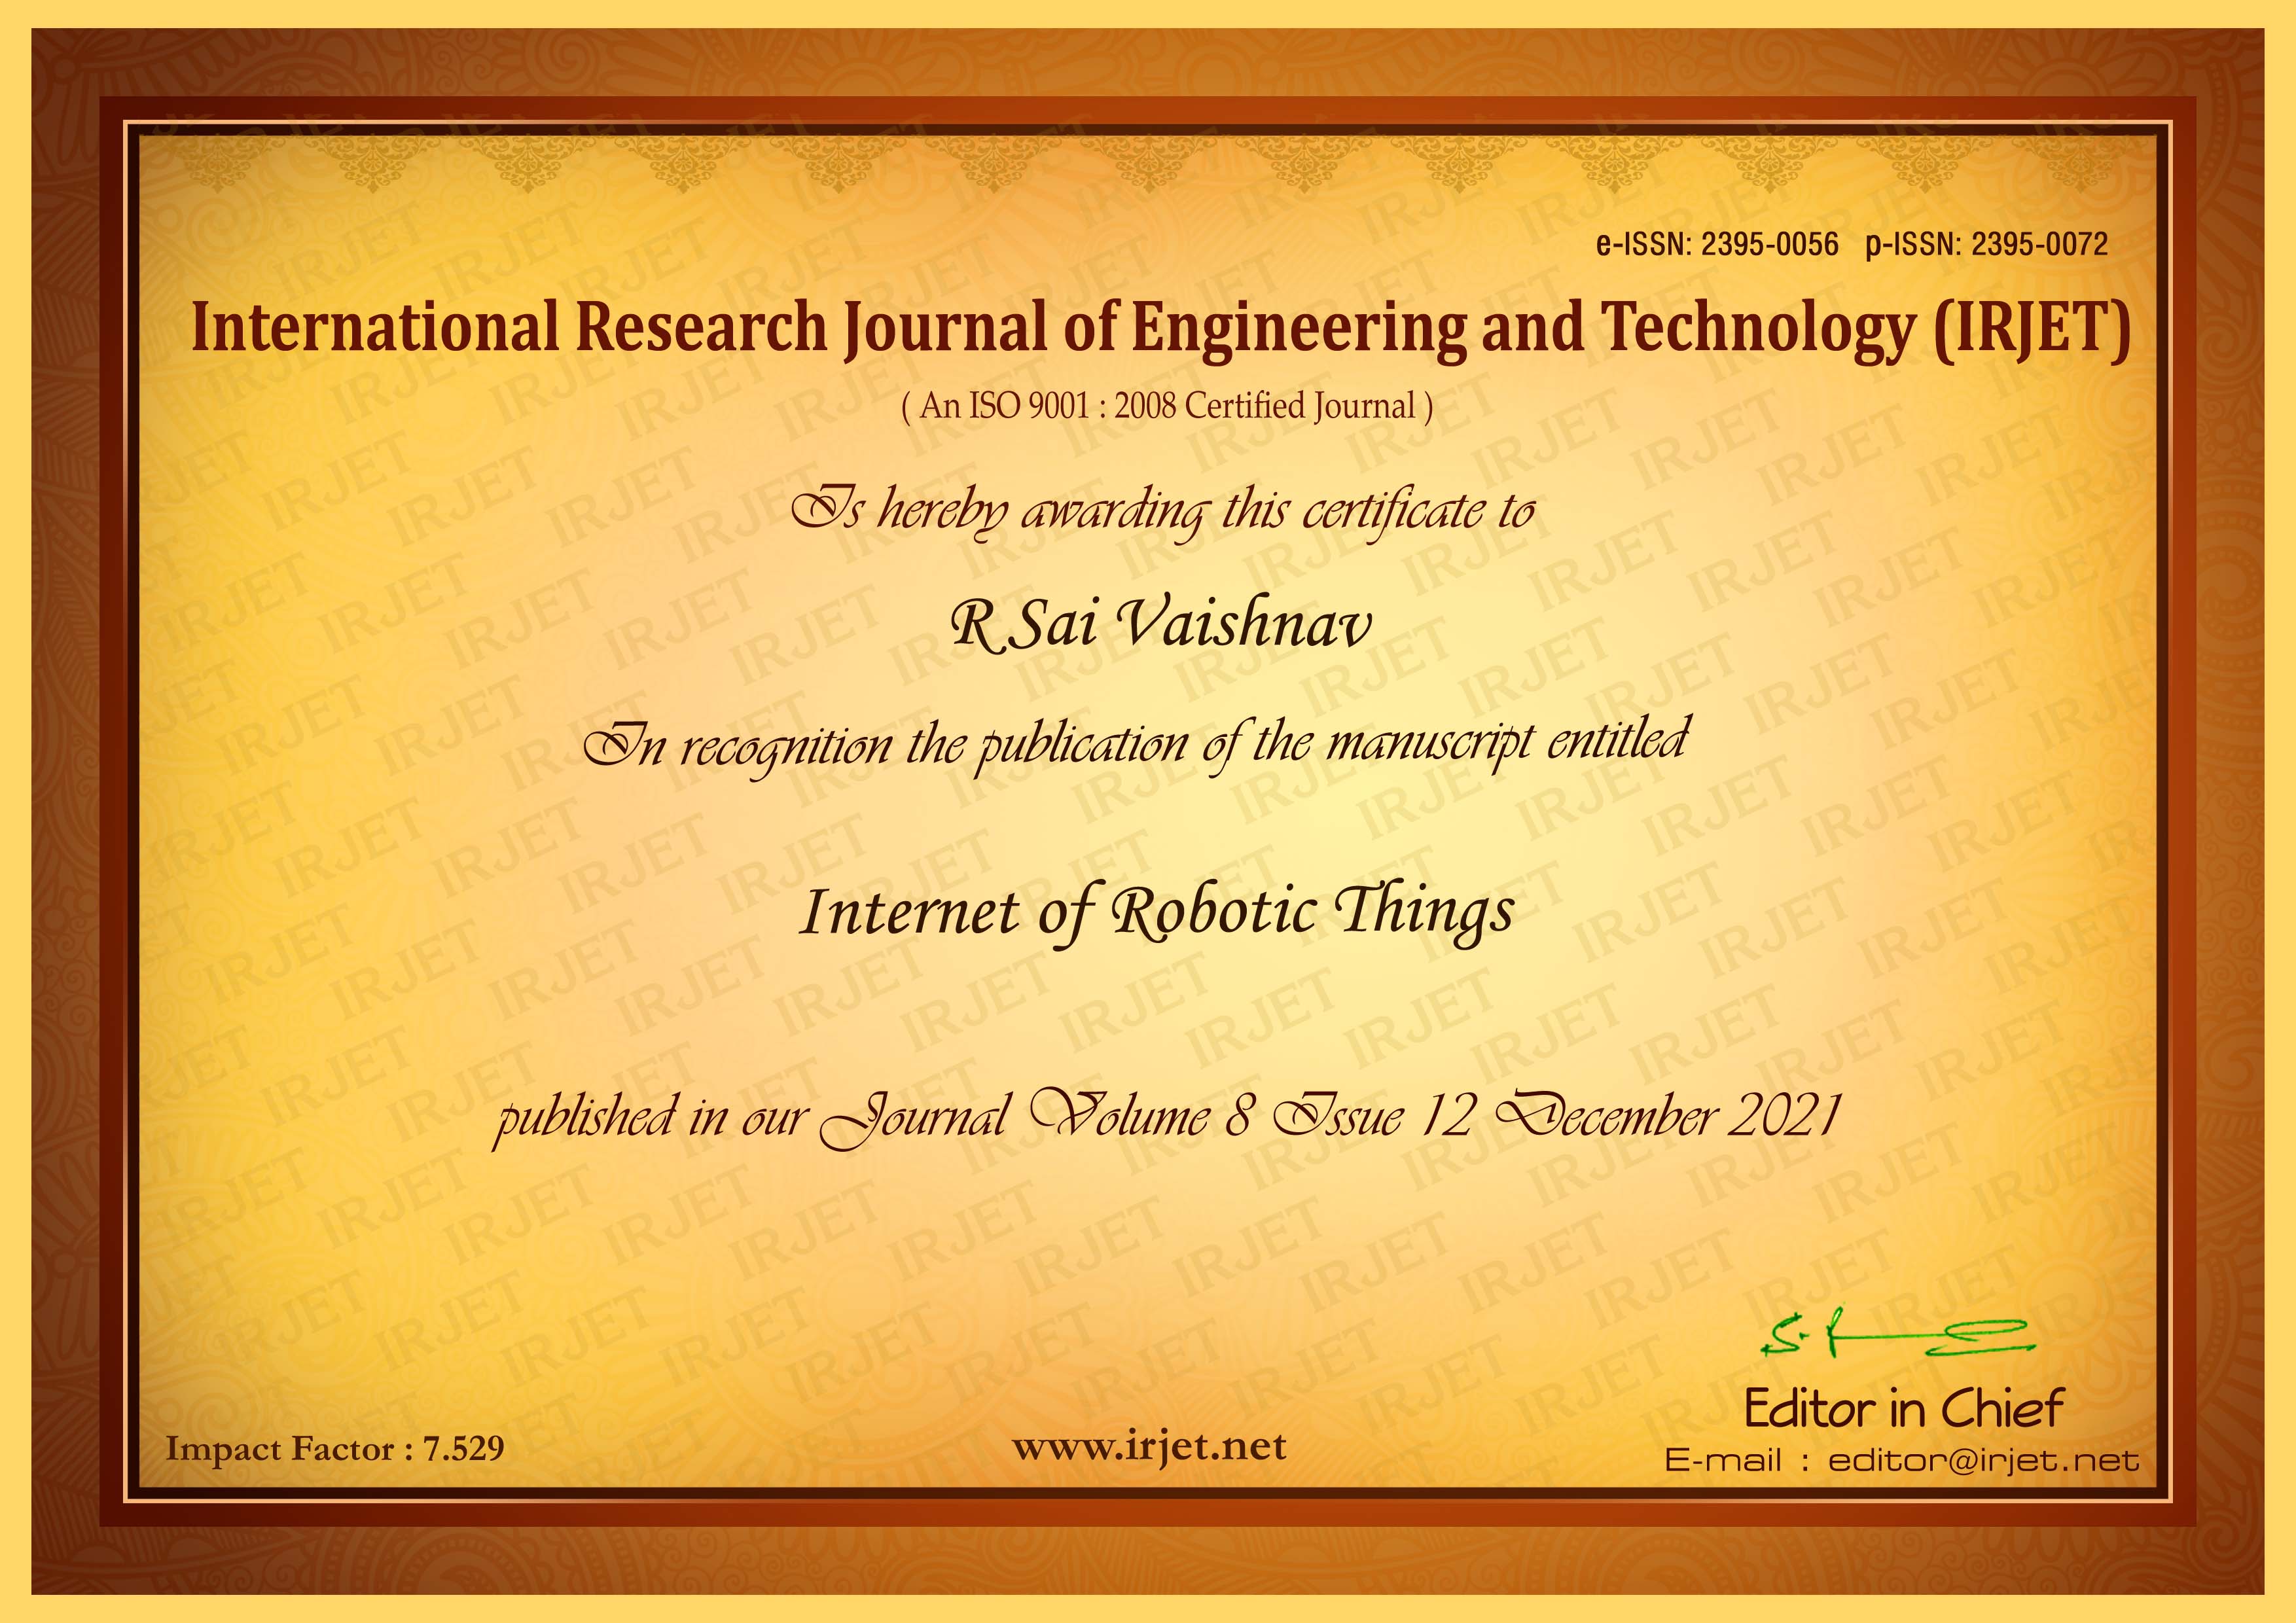 e-ISSN: 2395-0056 p-ISSN: 2395-0072
International Research Journal of Engineering and Technology (IRJET)
( An ISO 9001 : 2008 Certified Journal )
Is hereby awarding this certificate to
R Sai Vaishnav
In recognition the publication of the manuscript entitled
Internet of Robotic Things
published in our Journal Volume 8 Issue 12 December 2021
Editor in Chief
Impact Factor : 7.529
www.irjet.net
E-mail : editor@irjet.net